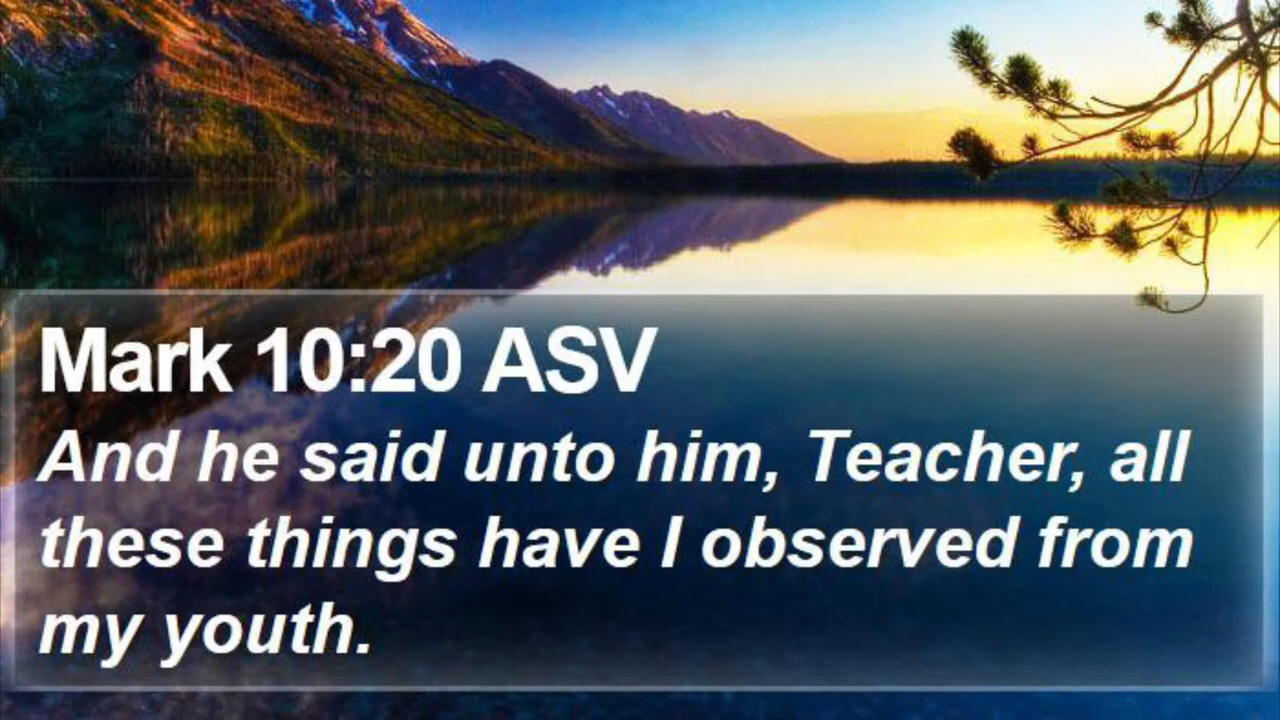 Mark 10:20 ASV
And he said unto him, Teacher, all
these things have I observed from
my youth.